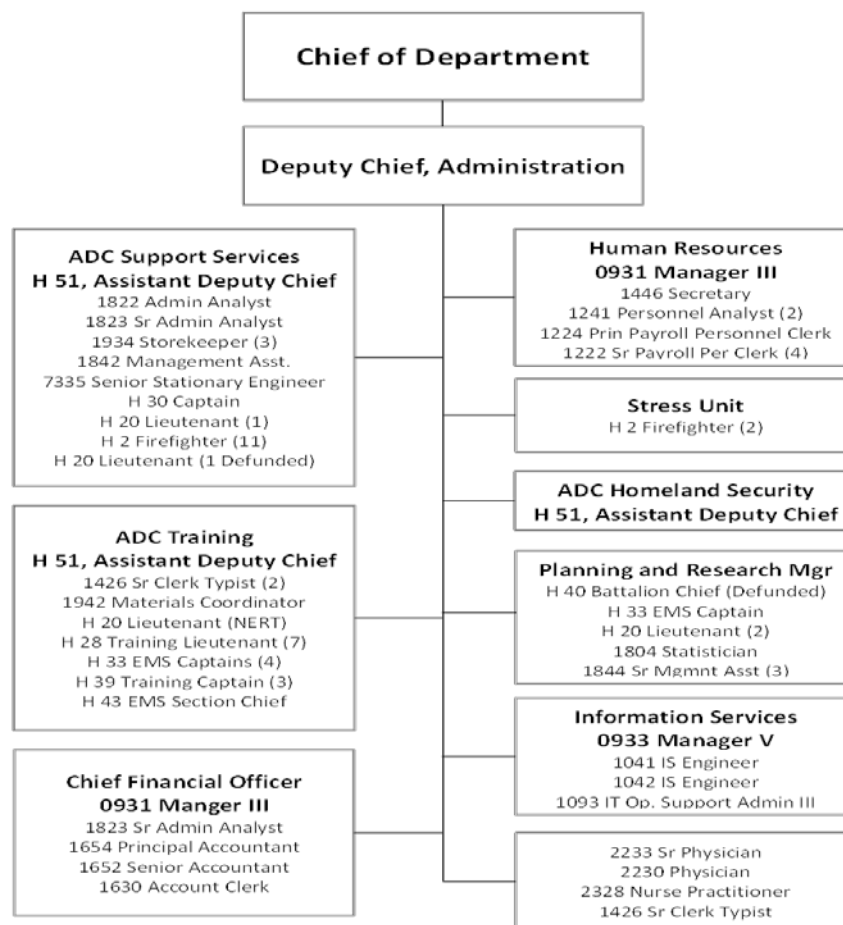 Chief of Department
Deputy Chief, Administration
ADC Support Services
H 51, Assistant Deputy Chief
1822 Admin Analyst
1823 Sr Admin Analyst
1934 Storekeeper (3)
1842 Management Asst.
7335 Senior Stationary Engineer
H 30 Captain
H 20 Lieutenant (1)
H 2 Firefighter (11)
H 20 Lieutenant (1 Defunded)
ADC Training
H 51, Assistant Deputy Chief
1426 Sr Clerk Typist (2)
1942 Materials Coordinator
H 20 Lieutenant (NERT)
H 28 Training Lieutenant (7)
H 33 EMS Captains (4)
H 39 Training Captain (3)
H 43 EMS Section Chief
Chief Financial Officer
0931 Manger III
1823 Sr Admin Analyst
1654 Principal Accountant
1652 Senior Accountant
1630 Account Clerk
Human Resources
0931 Manager III
1446 Secretary
1241 Personnel Analyst (2)
1224 Prin Payroll Personnel Clerk
1222 Sr Payroll Per Clerk (4)
Stress Unit
H 2 Firefighter (2)
ADC Homeland Security
H 51, Assistant Deputy Chief
Planning and Research Mgr
H 40 Battalion Chief (Defunded)
H 33 EMS Captain
H 20 Lieutenant (2)
1804 Statistician
1844 Sr Mgmnt Asst (3)
Information Services
0933 Manager V
1041 IS Engineer
1042 IS Engineer
1093 IT Op. Support Admin III
2233 Sr Physician
2230 Physician
2328 Nurse Practitioner
1426 Sr Clerk Typist